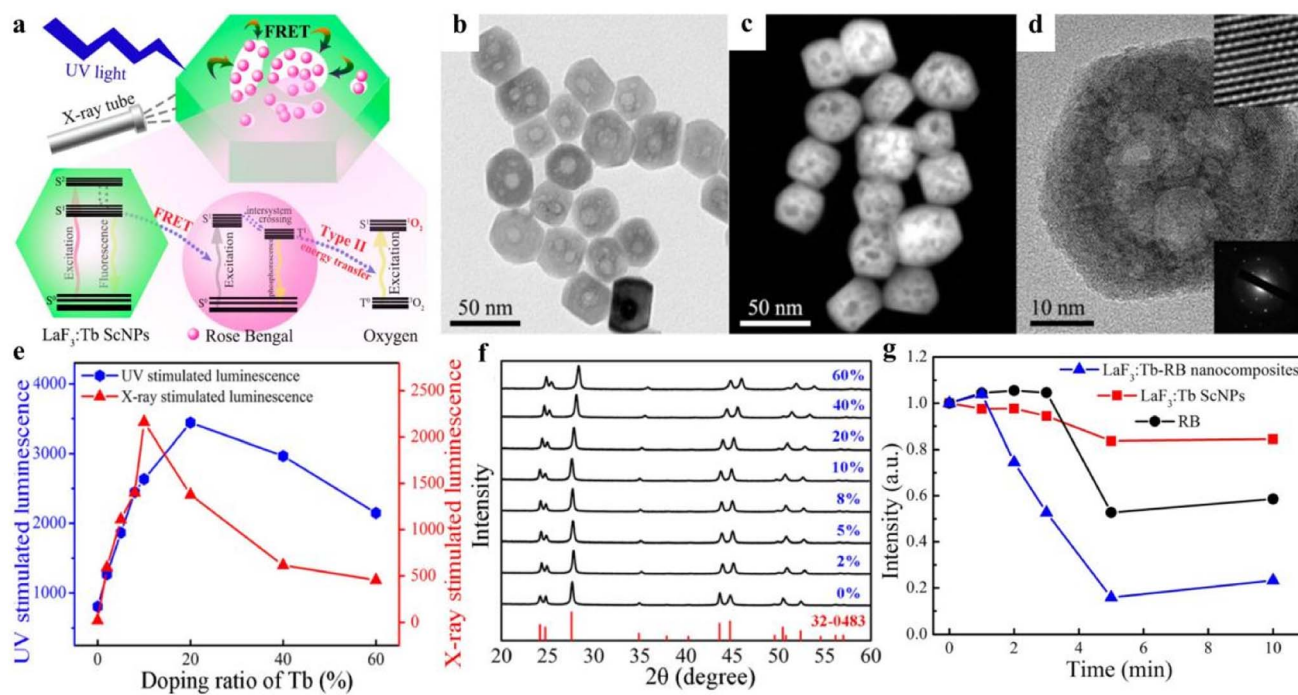 a
UV light
FRET
X-ray tube
S²
S¹
S⁰
Excitation
Fluorescence
FRET
S¹
intersystem
crossing
T¹
Excitation
phosphorescence
S⁰
Type II
energy transfer
S¹
¹O₂
Excitation
T⁰
³O₂
LaF₃:Tb ScNPs
Rose Bengal
Oxygen
b
50 nm
c
50 nm
d
10 nm
e
UV stimulated luminescence
X-ray stimulated luminescence
UV stimulated luminescence
4000
3000
2000
1000
X-ray stimulated luminescence
2500
2000
1500
1000
500
0
0
20
40
60
Doping ratio of Tb (%)
f
Intensity
60%
40%
20%
10%
8%
5%
2%
0%
32-0483
20 25 30 35 40 45 50 55 60
2θ (degree)
g
LaF₃:Tb-RB nanocomposites
LaF₃:Tb ScNPs
RB
Intensity (a.u.)
1.2
1.0
0.8
0.6
0.4
0.2
0.0
0 2 4 6 8 10
Time (min)